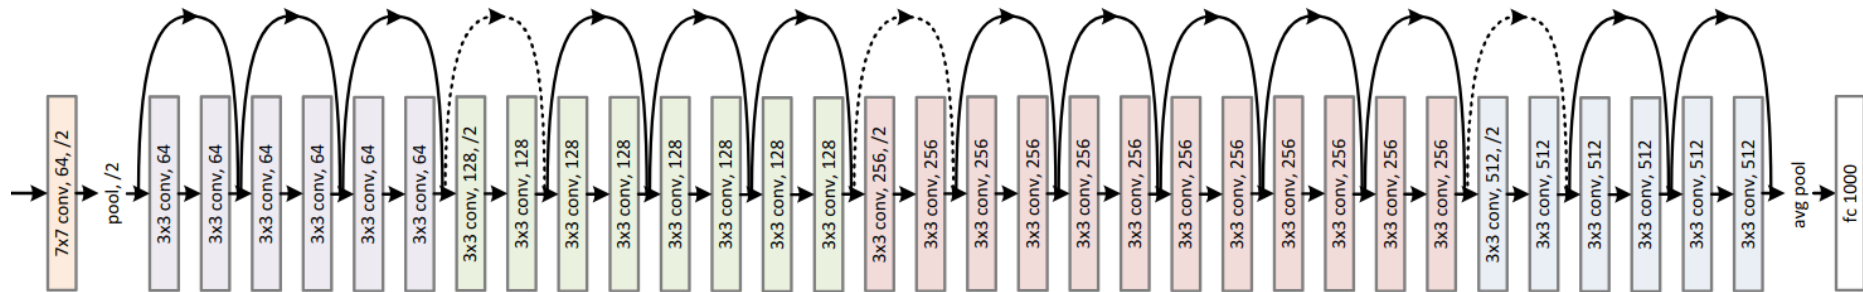 7x7 conv, 64, /2
pool, /2
3x3 conv, 64
3x3 conv, 64
3x3 conv, 64
3x3 conv, 64
3x3 conv, 64
3x3 conv, 64
3x3 conv, 128, /2
3x3 conv, 128
3x3 conv, 128
3x3 conv, 128
3x3 conv, 128
3x3 conv, 128
3x3 conv, 128
3x3 conv, 128
3x3 conv, 256, /2
3x3 conv, 256
3x3 conv, 256
3x3 conv, 256
3x3 conv, 256
3x3 conv, 256
3x3 conv, 256
3x3 conv, 256
3x3 conv, 256
3x3 conv, 256
3x3 conv, 256
3x3 conv, 256
3x3 conv, 512, /2
3x3 conv, 512
3x3 conv, 512
3x3 conv, 512
3x3 conv, 512
3x3 conv, 512
avg pool
fc 1000